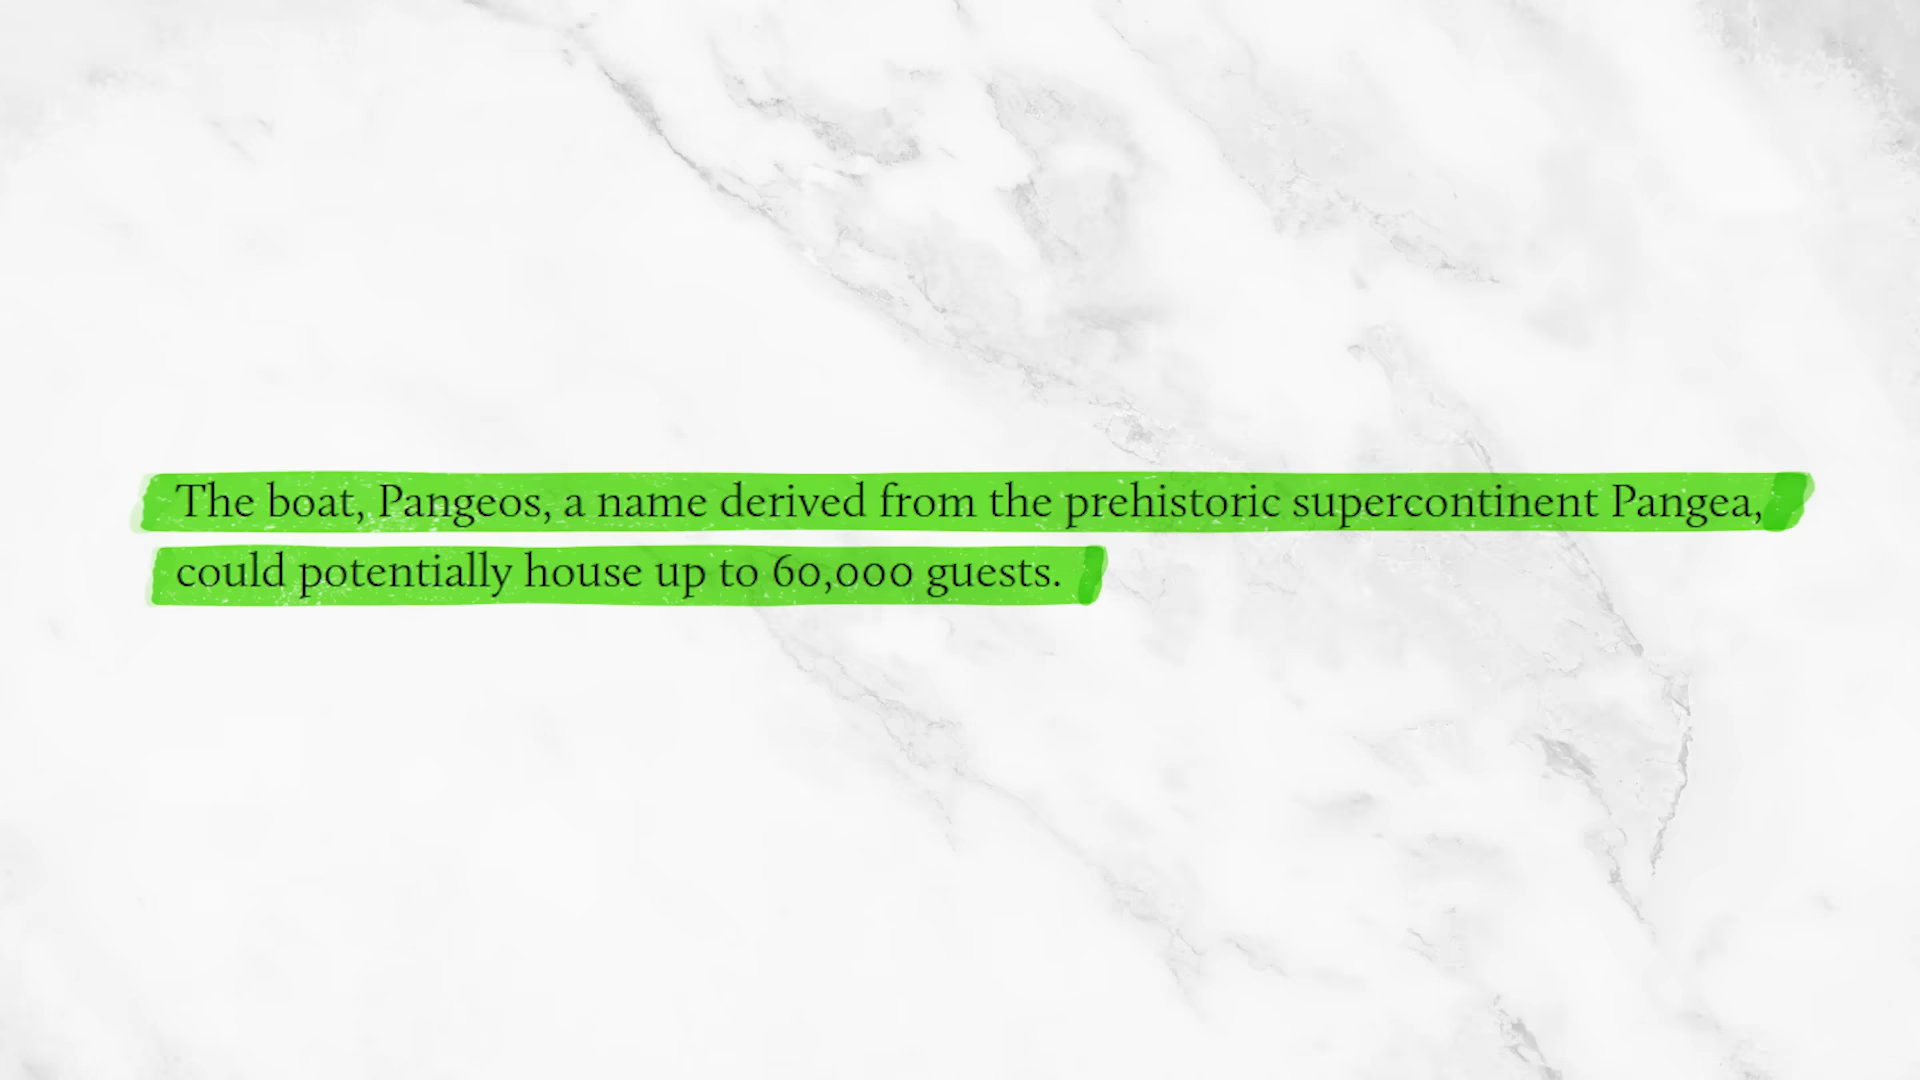 The boat, Pangeos, a name derived from the prehistoric supercontinent Pangea,
could potentially house up to 60,000 guests.